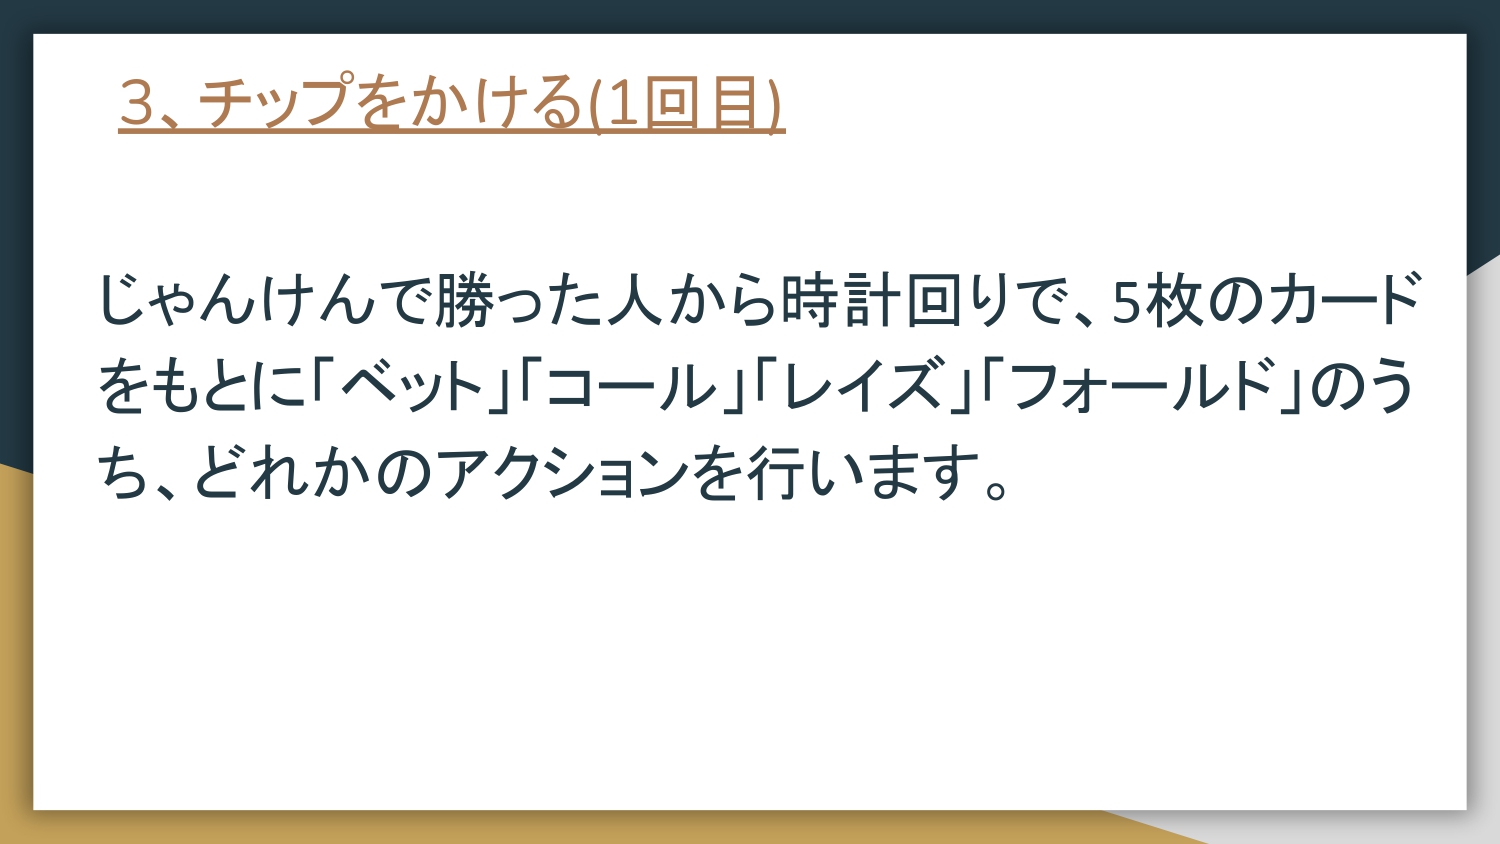 ３、チップをかける(1回目)
じゃんけんで勝った人から時計回りで、5枚のカード
をもとに「ベット」「コール」「レイズ」「フォールド」のう
ち、どれかのアクションを行います。